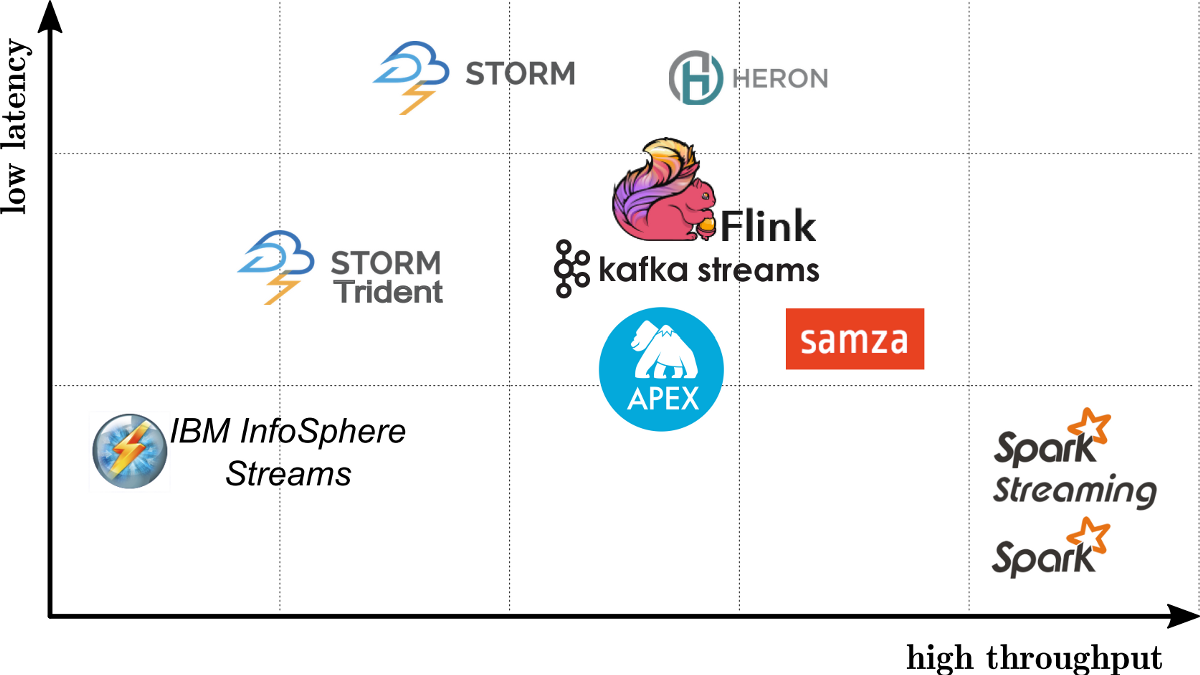 low latency
STORM
HERON
Flink
STORM
Trident
kafka streams
samza
APEX
IBM InfoSphere
Streams
Spark
Streaming
Spark
high throughput